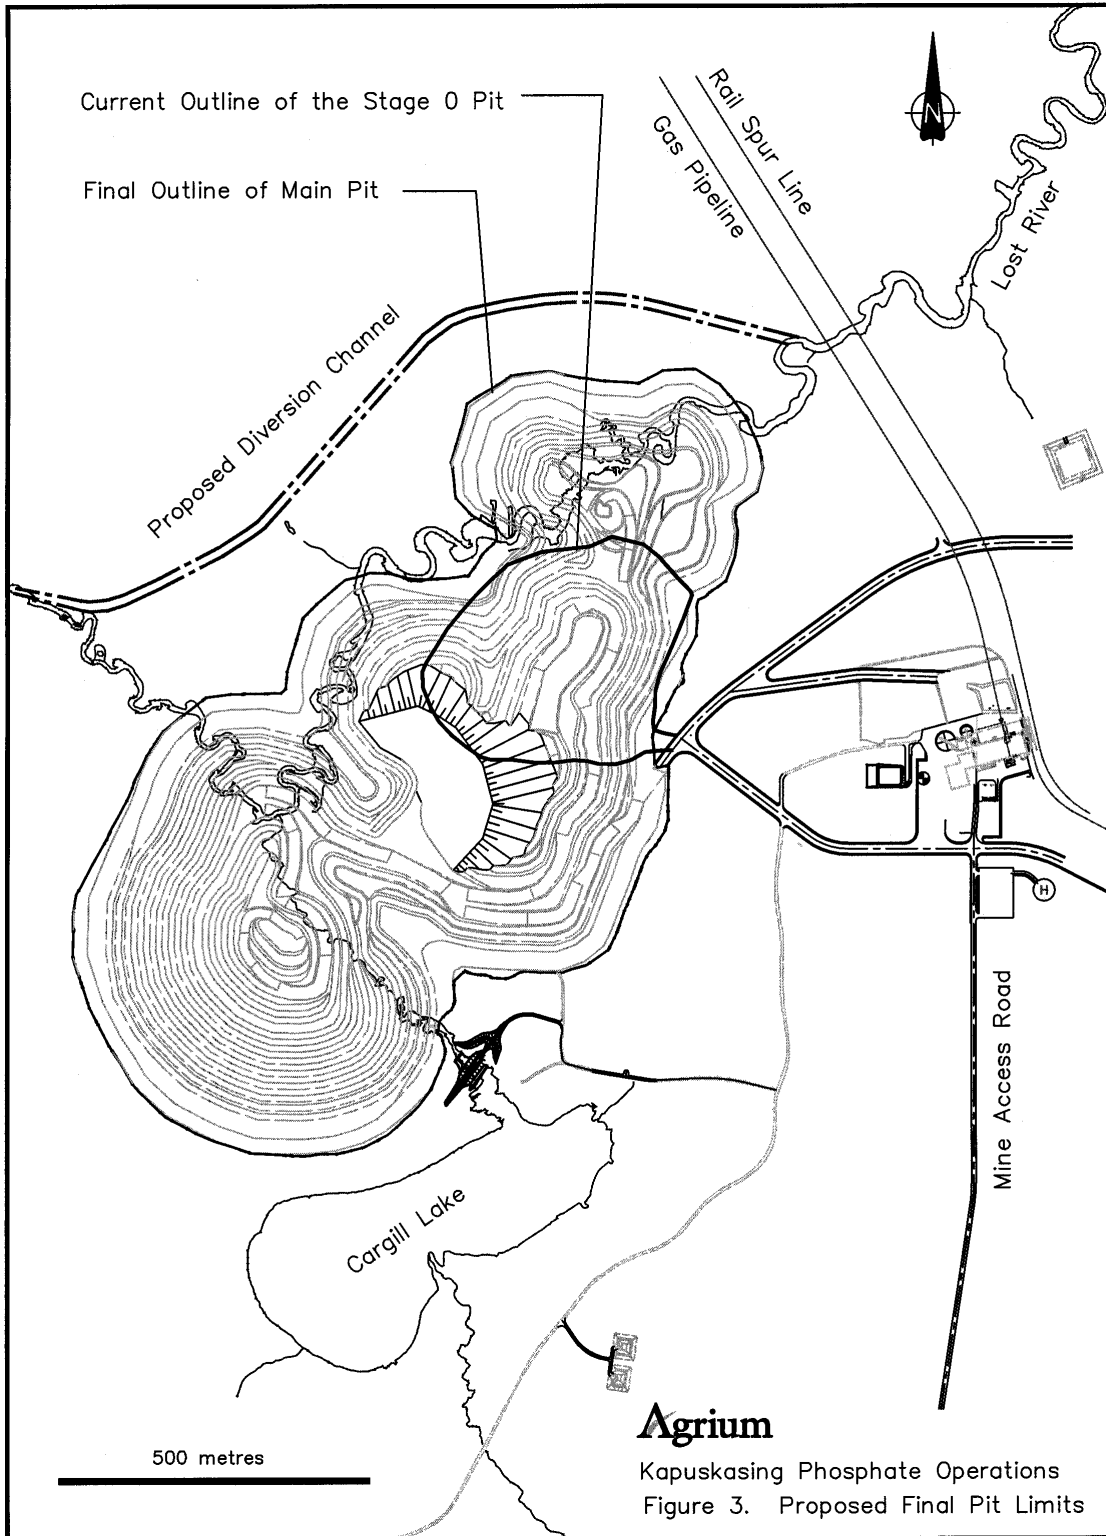 Current Outline of the Stage 0 Pit
Final Outline of Main Pit
N
Rail Spur Line
Gas Pipeline
Lost River
Proposed Diversion Channel
H
Mine Access Road
Cargill Lake
500 metres
Agrium
Kapuskasing Phosphate Operations
Figure 3. Proposed Final Pit Limits